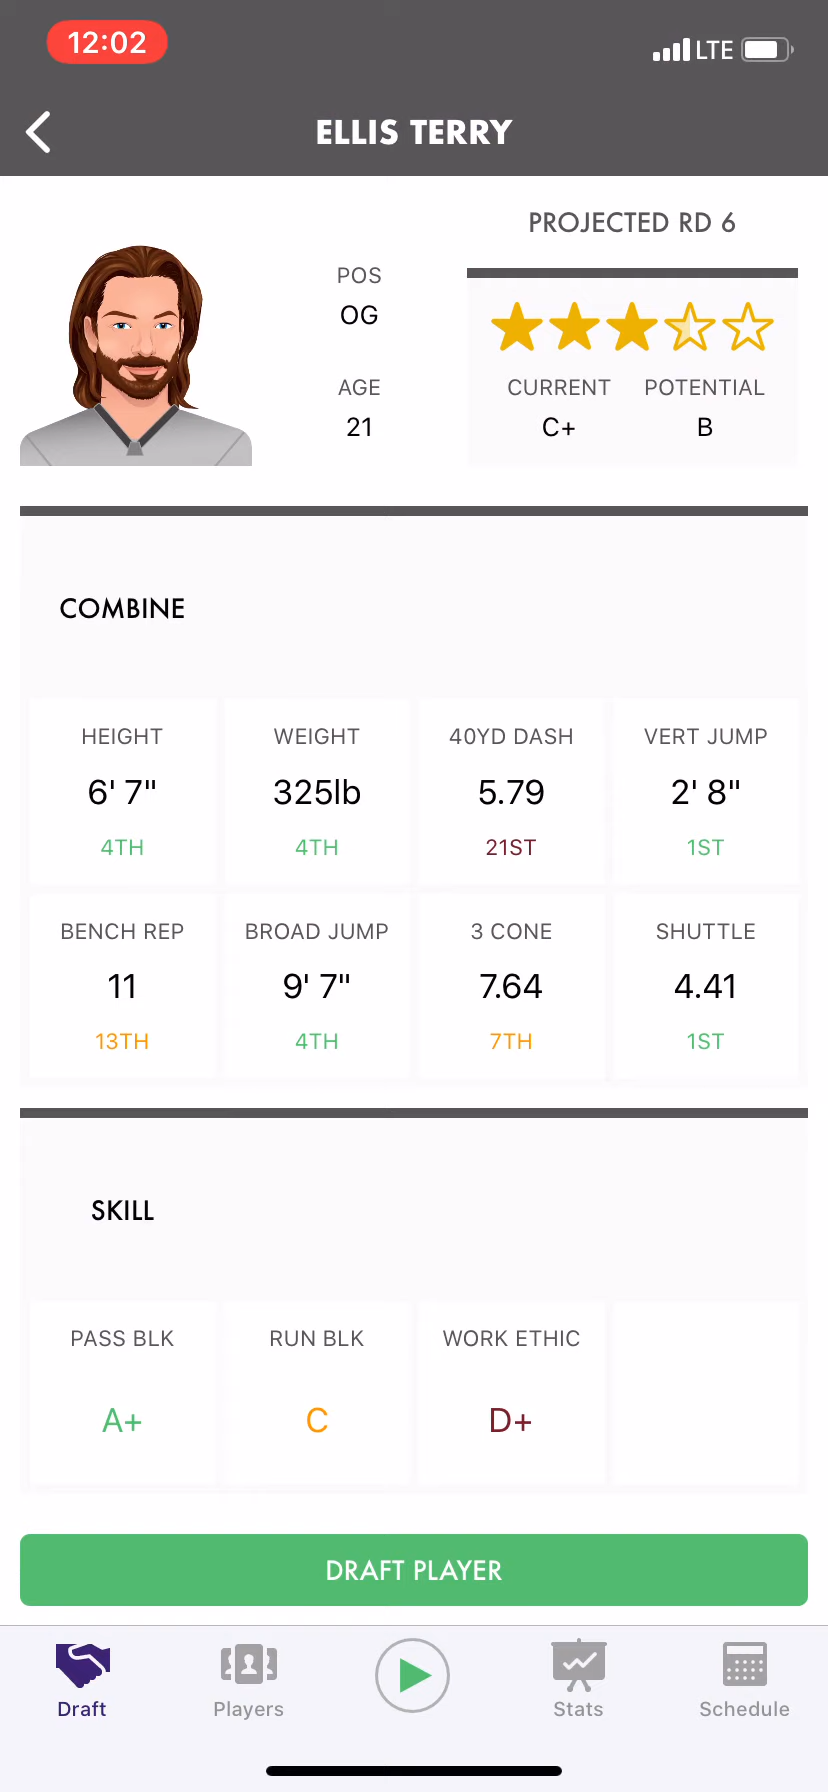 12:02
LTE
ELLIS TERRY
PROJECTED RD 6
POS
OG
AGE
21
CURRENT POTENTIAL
C+ B
COMBINE
HEIGHT WEIGHT 40YD DASH VERT JUMP
6' 7" 325lb 5.79 2' 8"
4TH 4TH 21ST 1ST
BENCH REP BROAD JUMP 3 CONE SHUTTLE
11 9' 7" 7.64 4.41
13TH 4TH 7TH 1ST
SKILL
PASS BLK RUN BLK WORK ETHIC
A+ C D+
DRAFT PLAYER
Draft Players Stats Schedule